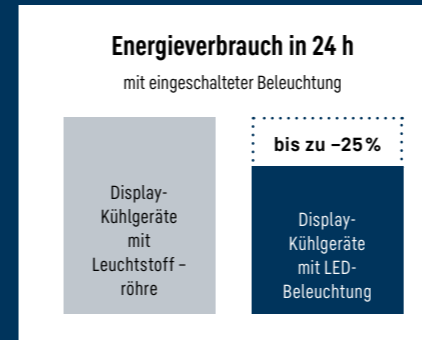 Energieverbrauch in 24 h
mit eingeschalteter Beleuchtung
bis zu –25 %
Display-
Kühlgeräte
mit
Leuchtstoff –
röhre
Display-
Kühlgeräte
mit LED-
Beleuchtung